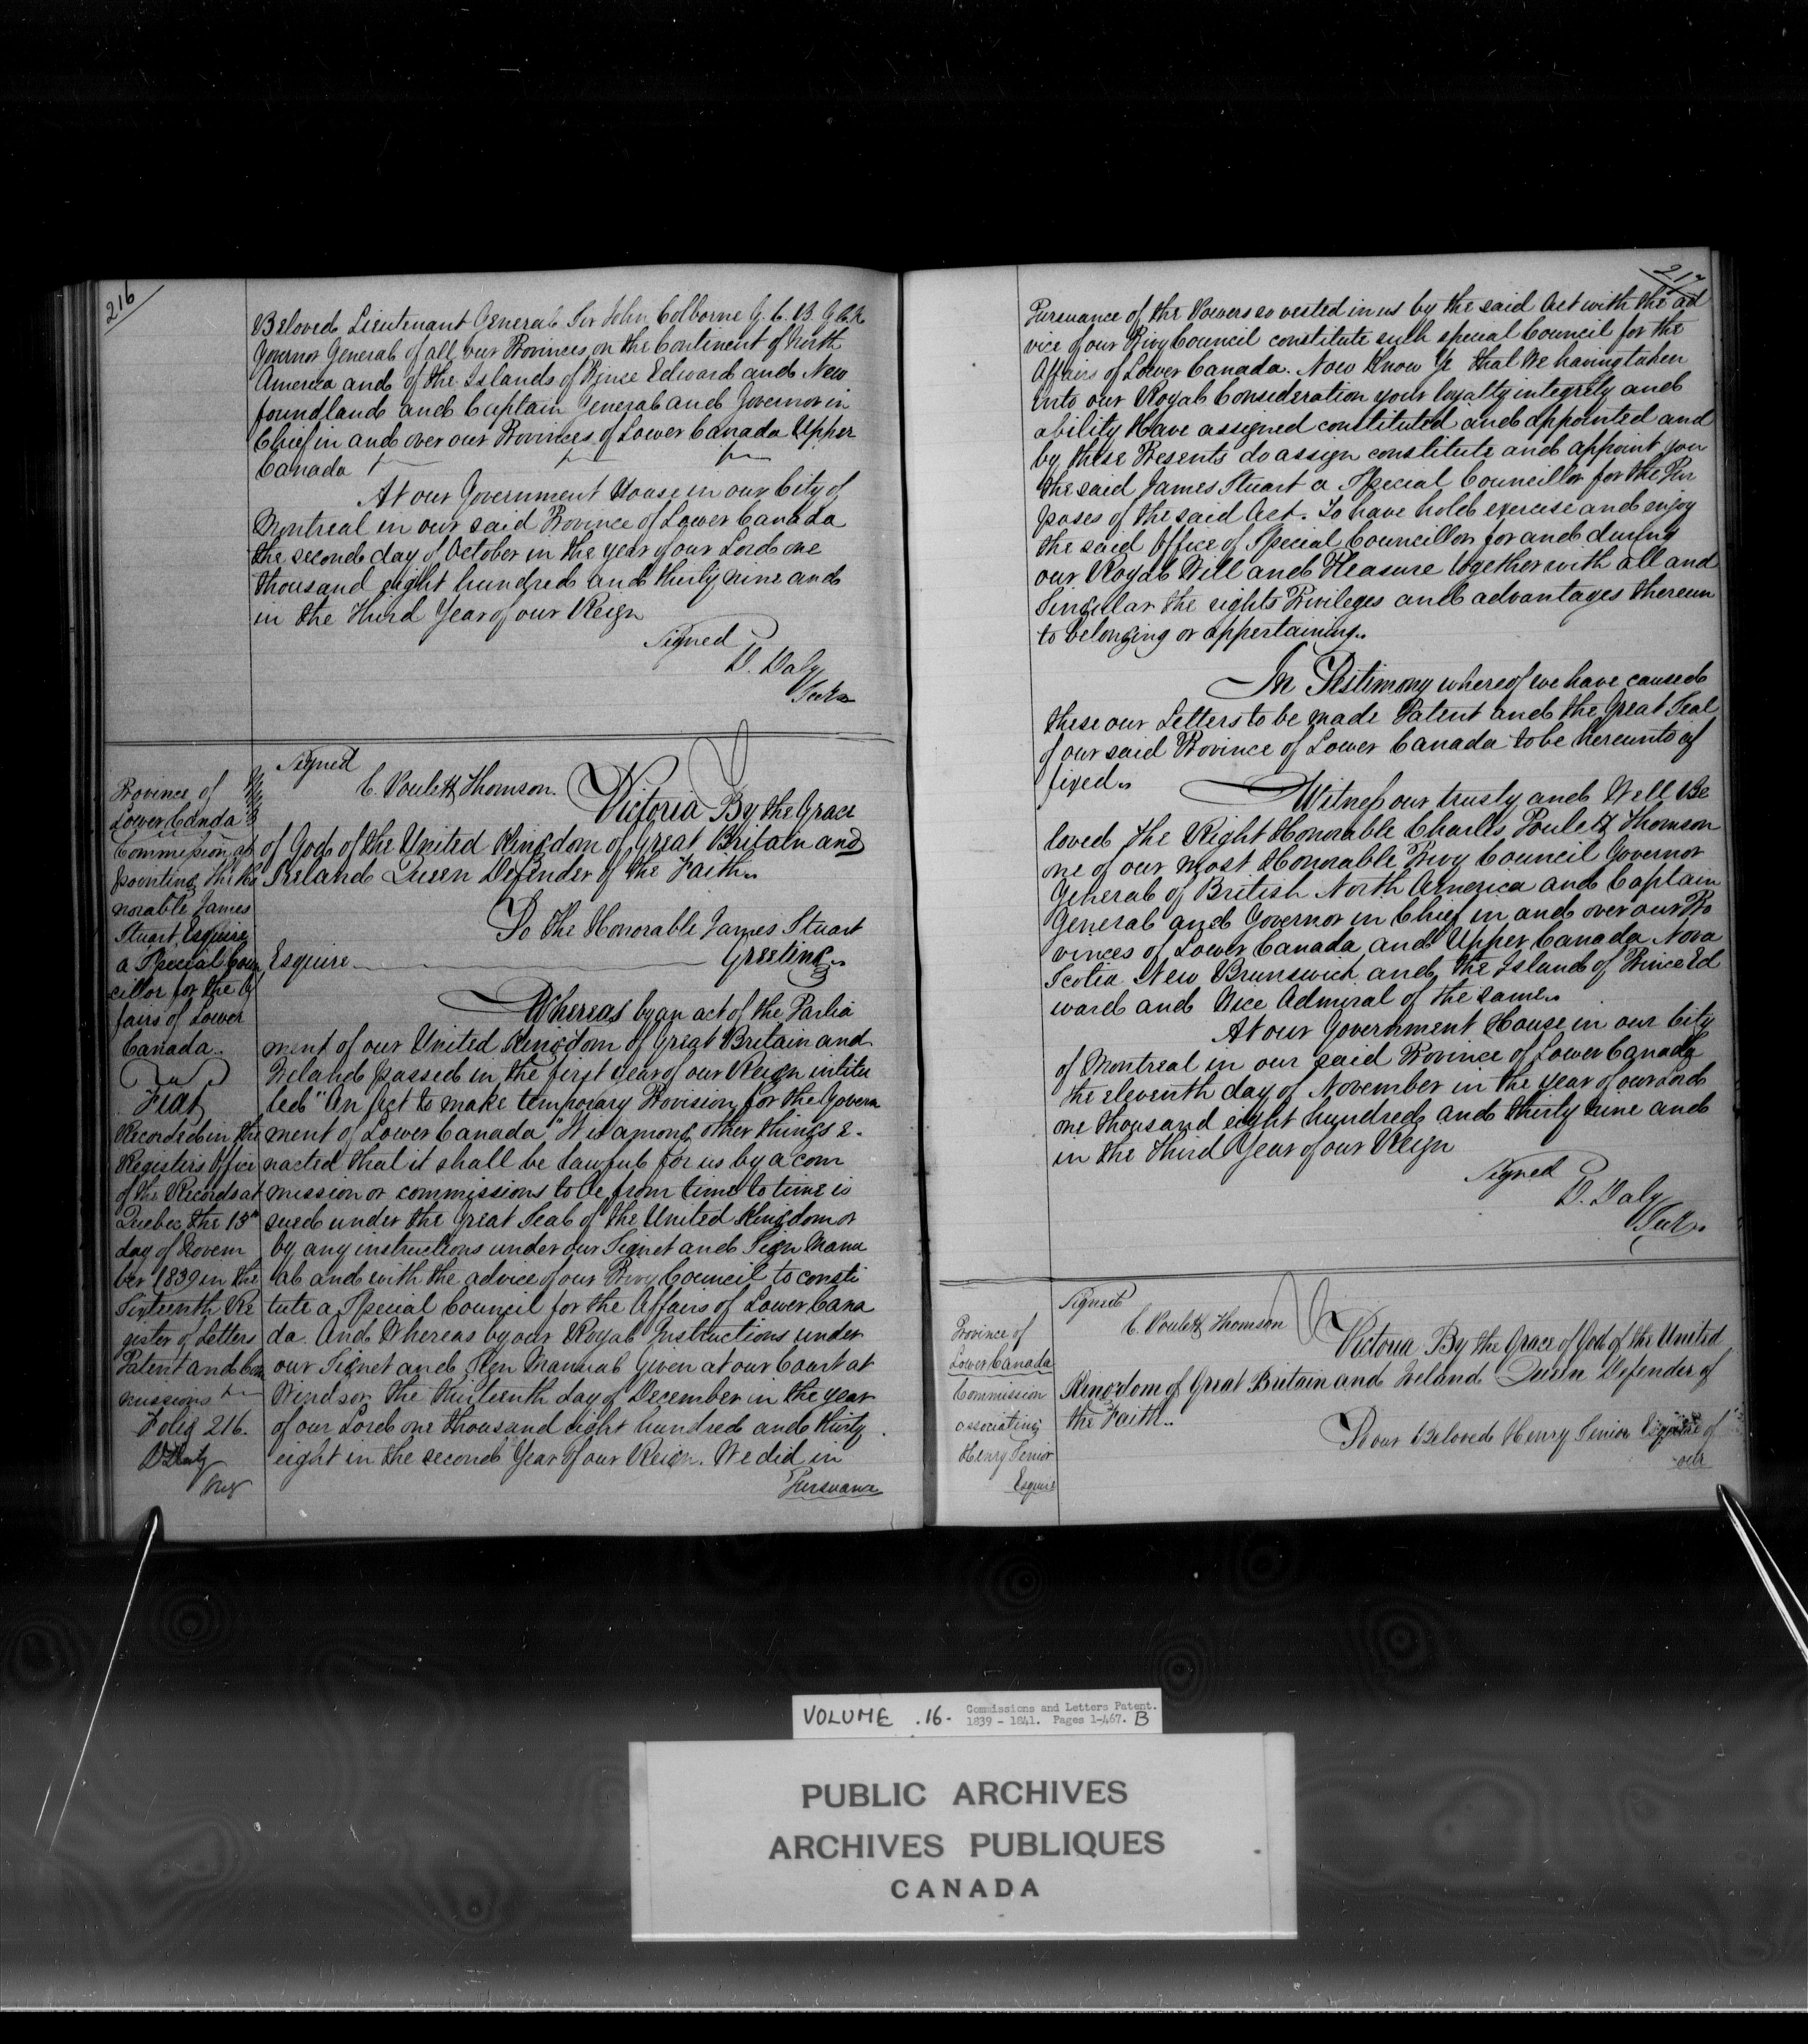 216
Beloved Lieutenant General Sir John Colborne G. C. B. G C H
Governor General of all our Provinces on the Continent of North
America and of the Islands of Prince Edward and New
foundland and Captain General and Governor in
Chief in and over our Provinces of Lower Canada Upper
Canada
At our Government House in our City of
Montreal in our said Province of Lower Canada
the second day of October in the year of our Lord one
thousand eight hundred and thirty nine and
in the Third Year of our Reign
Signed
D. Daly
Secy
Province of
Lower Canda
Commission ap
pointing the Ho
norable James
Stuart Esquire
a Special Coun
cillor for the Af
fairs of Lower
Canada..
Fiat
Recorded in the
Registers Office
of the Records at
Quebec the 15th
day of Novem
ber 1839 in the
Sixteenth Re
gister of Letters
Patent and Com
missions
Folio 216.
D Daly
Reg
Signed
C. Poulett Thomson.
Victoria By the Grace
of God of the United Kingdom of Great Britain and
Ireland Queen Defender of the Faith..
To the Honorable James Stuart
Esquire Greeting..
Whereas by an act of the Parlia
ment of our United Kingdom of Great Britain and
Ireland passed in the first year of our Reign intitu
led "An Act to make temporary Provision for the Govern
ment of Lower Canada" It is among other things e-
nacted that it shall be lawful for us by a com
mission or commissions to be from time to time is
sued under the Great Seal of the United Kingdom or
by any instructions under our Signet and Sign Manu
al and with the advice of our Privy Council to consti
tute a Special Council for the Affairs of Lower Cana
da. And Whereas by our Royal Instructions under
our Signet and Sign Manual Given at our Court at
Windsor the thirteenth day of December in the year
of our Lord one thousand eight hundred and thirty
eight in the second Year of our Reign. We did in
Pursuance
217
Pursuance of the Powers so vested in us by the said Act with the ad
vice of our Privy Council constitute such special Council for the
Affairs of Lower Canada. Now Know Ye that We having taken
into our Royal Consideration your loyalty integrity and
ability Have assigned constituted and appointed and
by these Presents do assign constitute and appoint you
the said James Stuart a Special Councillor for the Pur
poses of the said Act. To have hold exercise and enjoy
the said Office of Special Councillor for and during
our Royal Will and Pleasure together with all and
Singular the rights Privileges and advantages thereun
to belonging or appertaining..
In Testimony whereof we have caused
these our Letters to be made Patent and the Great Seal
of our said Province of Lower Canada to be hereunto af
fixed..
Witness our trusty and Well Be
loved the Right Honorable Charles Poulett Thomson
one of our most Honorable Privy Council Governor
General of British North America and Captain
General and Governor in Chief in and over our Pro
vinces of Lower Canada and Upper Canada Nova
Scotia New Brunswick and the Island of Prince Ed
ward and Vice Admiral of the same..
At our Government House in our City
of Montreal in our said Province of Lower Canada
the eleventh day of November in the year of our Lord
one thousand eight hundred and thirty nine and
in the Third Year of our Reign
Signed
D. Daly
Secy.
Province of
Lower Canada
Commission
associating
Henry Senior
Esquire
Signed
C. Poulett Thomson
Victoria By the Grace of God of the United
Kingdom of Great Britain and Ireland Queen Defender of
the Faith..
To our Beloved Henry Senior Esquire of
our
VOLUME .16. Commissions and Letters Patent.
1839 - 1841. Pages 1-467. B
PUBLIC ARCHIVES
ARCHIVES PUBLIQUES
CANADA